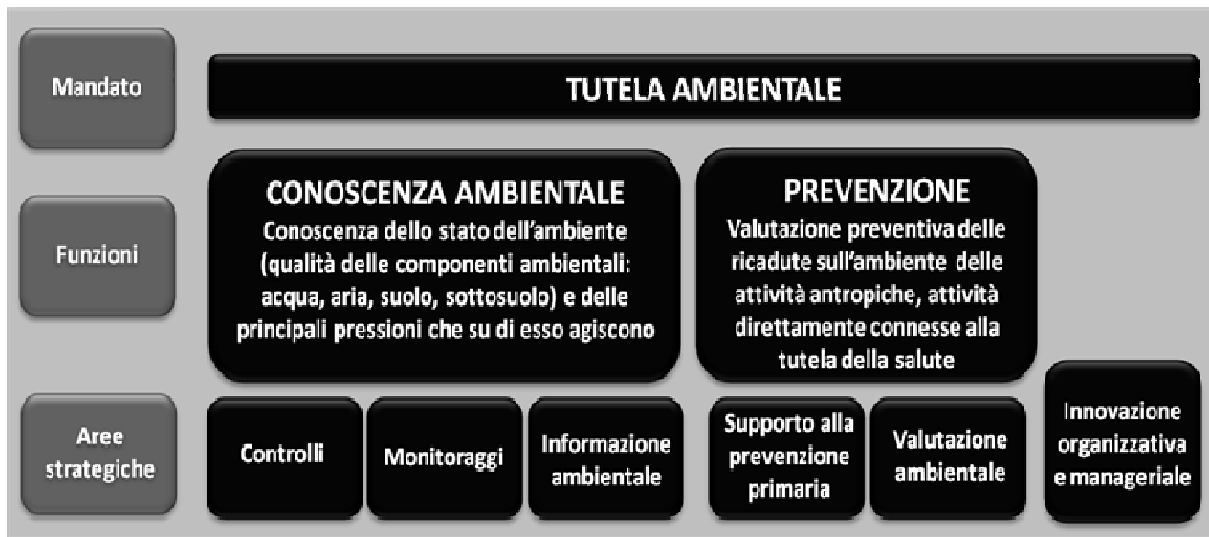 Mandato
TUTELA AMBIENTALE
Funzioni
CONOSCENZA AMBIENTALE
Conoscenza dello stato dell'ambiente
(qualità delle componenti ambientali:
acqua, aria, suolo, sottosuolo) e delle
principali pressioni che su di esso agiscono
PREVENZIONE
Valutazione preventiva delle
ricadute sull'ambiente delle
attività antropiche, attività
direttamente connesse alla
tutela della salute
Aree
strategiche
Controlli
Monitoraggi
Informazione
ambientale
Supporto alla
prevenzione
primaria
Valutazione
ambientale
Innovazione
organizzativa
e manageriale